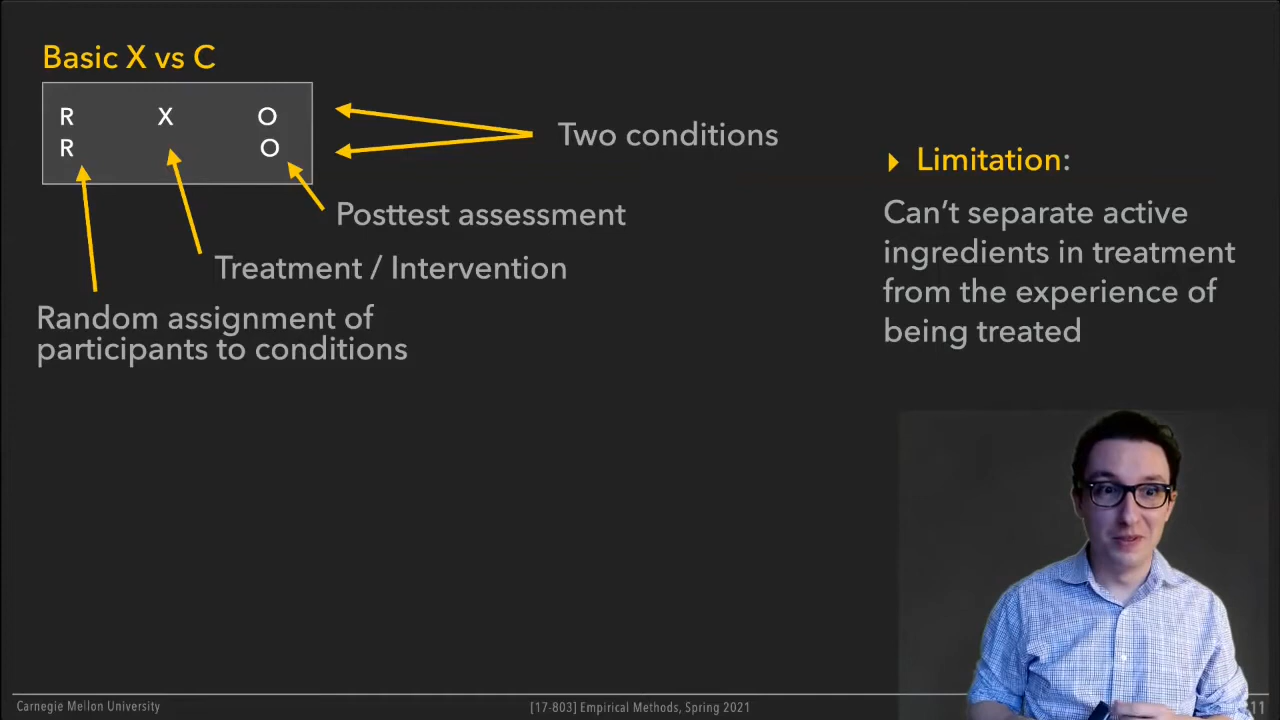 Basic X vs C
R X O
R O
Two conditions
Posttest assessment
Treatment / Intervention
Random assignment of
participants to conditions
Limitation:
Can't separate active
ingredients in treatment
from the experience of
being treated
Carnegie Mellon University
[17-803] Empirical Methods, Spring 2021
11